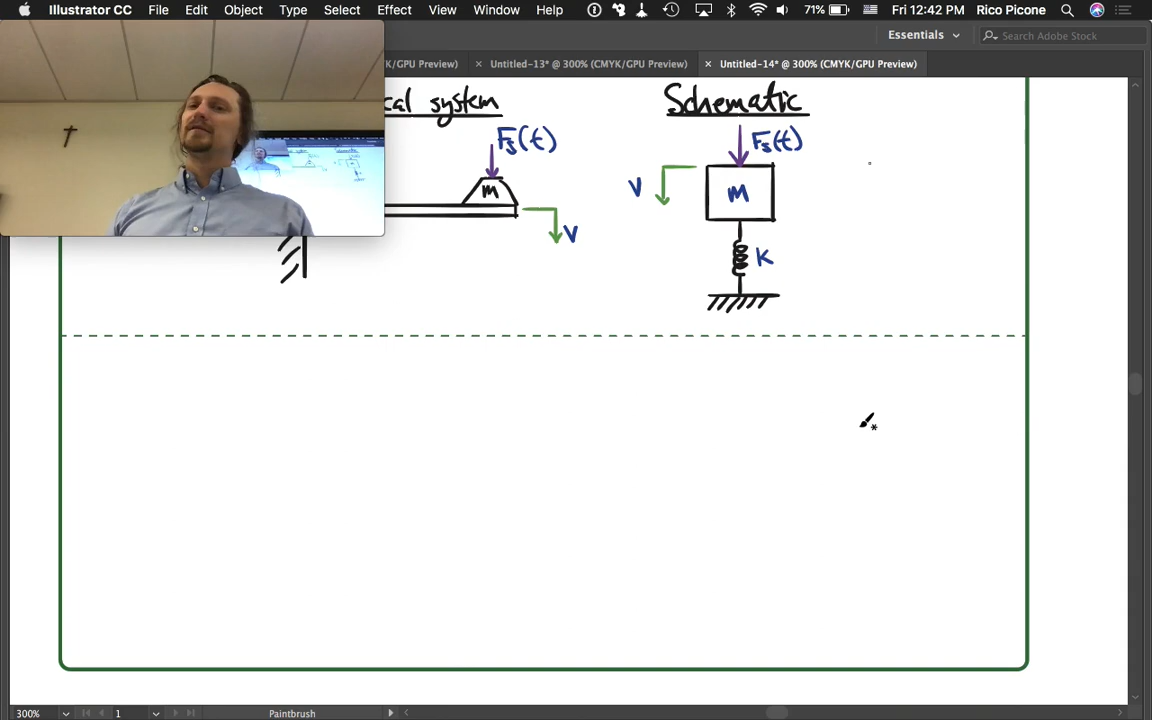 Illustrator CC File Edit Object Type Select Effect View Window Help 71% Fri 12:42 PM Rico Picone
Essentials Search Adobe Stock
K/GPU Preview) × Untitled-13* @ 300% (CMYK/GPU Preview) × Untitled-14* @ 300% (CMYK/GPU Preview)
cal system
Schematic
Fs(t)
Fs(t)
m
V
m
V
K
300% 1 Paintbrush